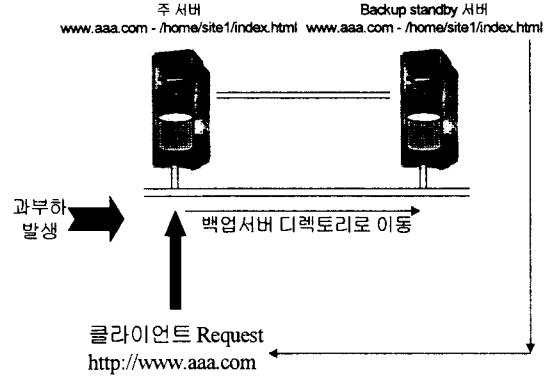 주 서버
www.aaa.com - /home/site1/index.html
Backup standby 서버
www.aaa.com - /home/site1/index.html
과부하
발생
백업서버 디렉토리로 이동
클라이언트 Request
http://www.aaa.com